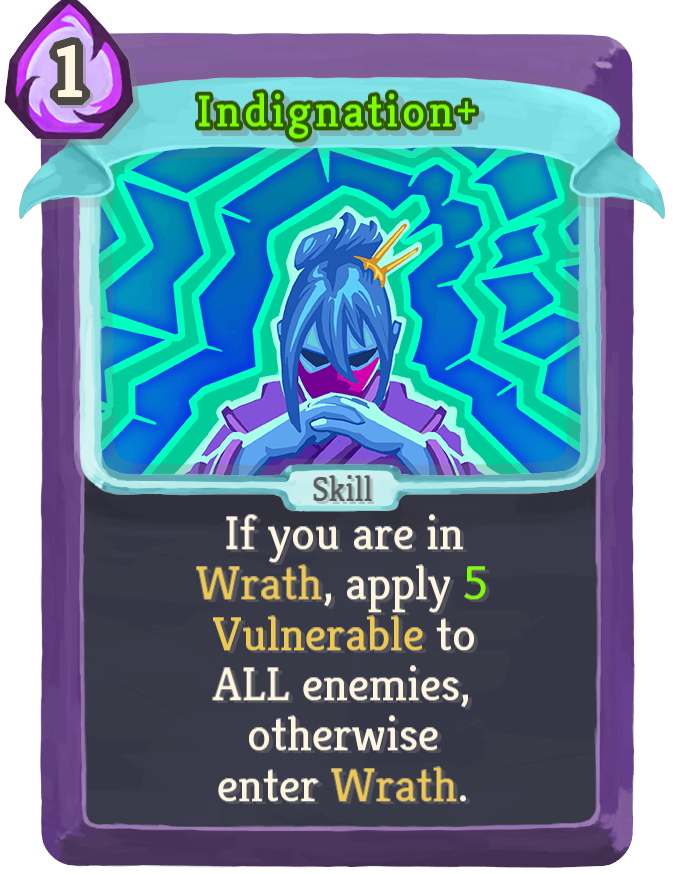 1
Indignation+
Skill
If you are in
Wrath, apply 5
Vulnerable to
ALL enemies,
otherwise
enter Wrath.